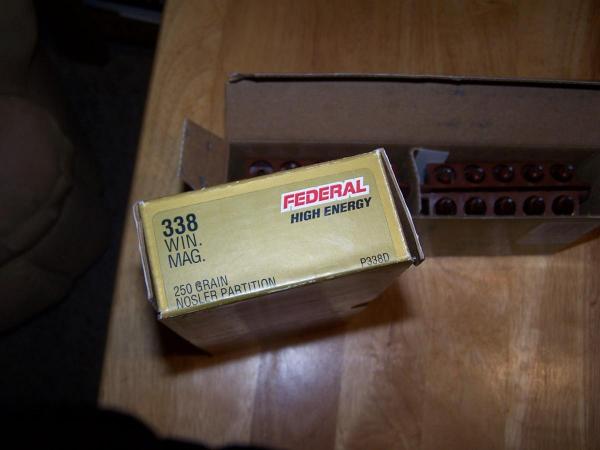 338
WIN.
MAG.
FEDERAL
HIGH ENERGY
250 GRAIN
NOSLER PARTITION
P338D